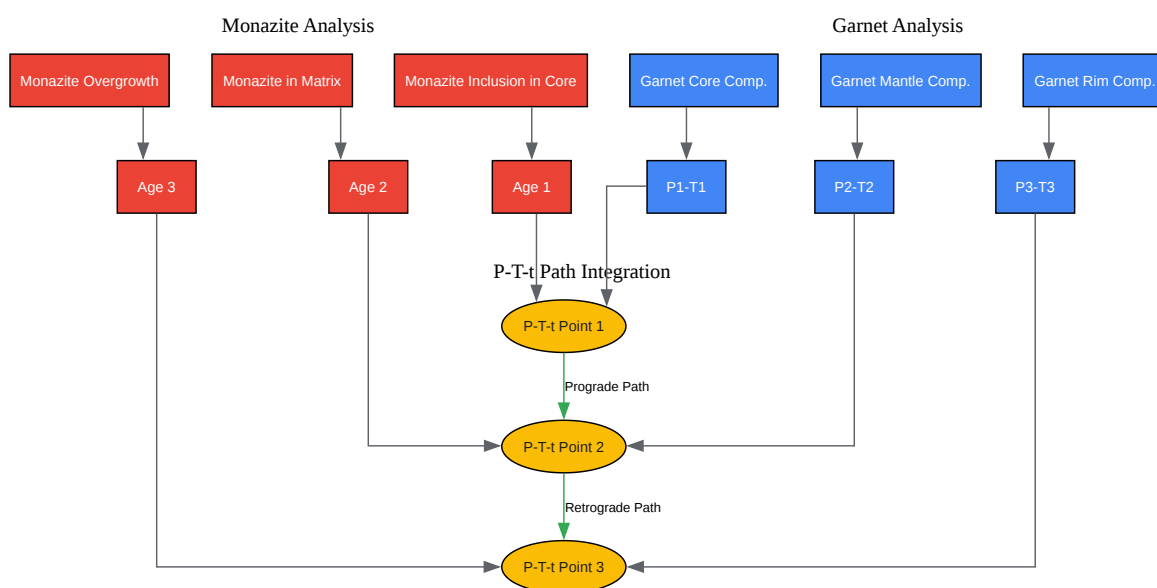 Monazite Analysis
Garnet Analysis
Monazite Overgrowth
Monazite in Matrix
Monazite Inclusion in Core
Garnet Core Comp.
Garnet Mantle Comp.
Garnet Rim Comp.
Age 3
Age 2
Age 1
P1-T1
P2-T2
P3-T3
P-T-t Path Integration
P-T-t Point 1
Prograde Path
P-T-t Point 2
Retrograde Path
P-T-t Point 3